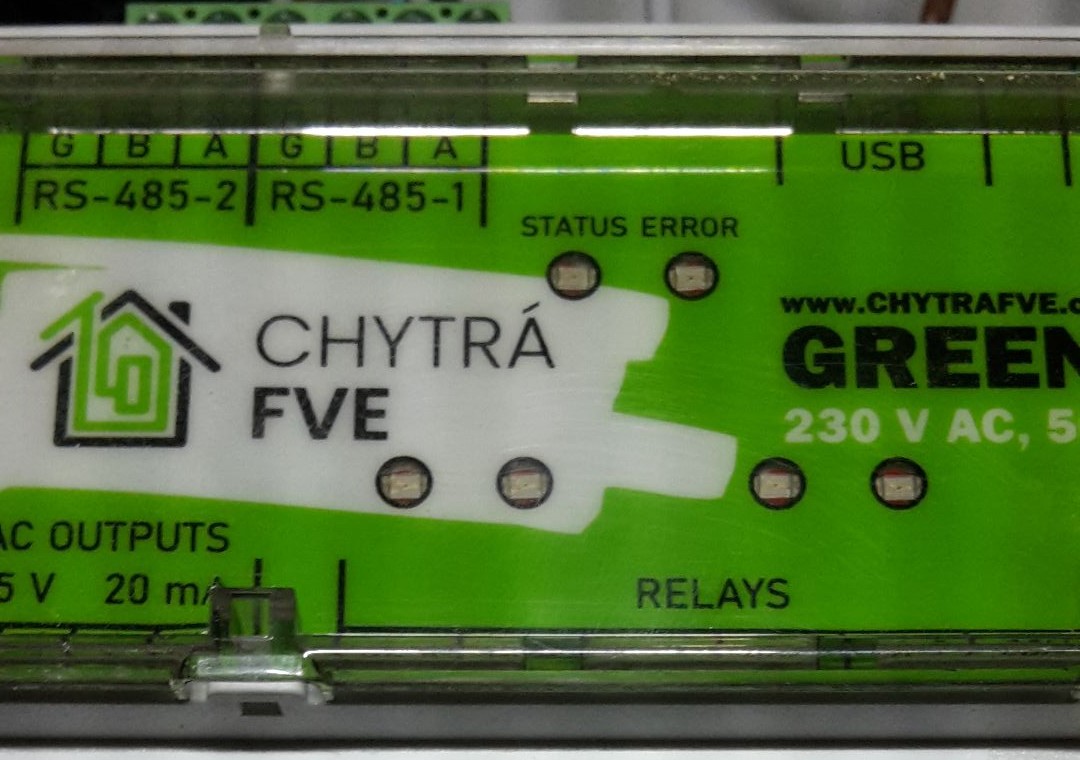 G B A G B A
RS-485-2 RS-485-1
USB
STATUS ERROR
CHYTRÁ
FVE
www.CHYTRAFVE.c
GREEN
230 V AC, 5
AC OUTPUTS
5 V 20 mA
RELAYS